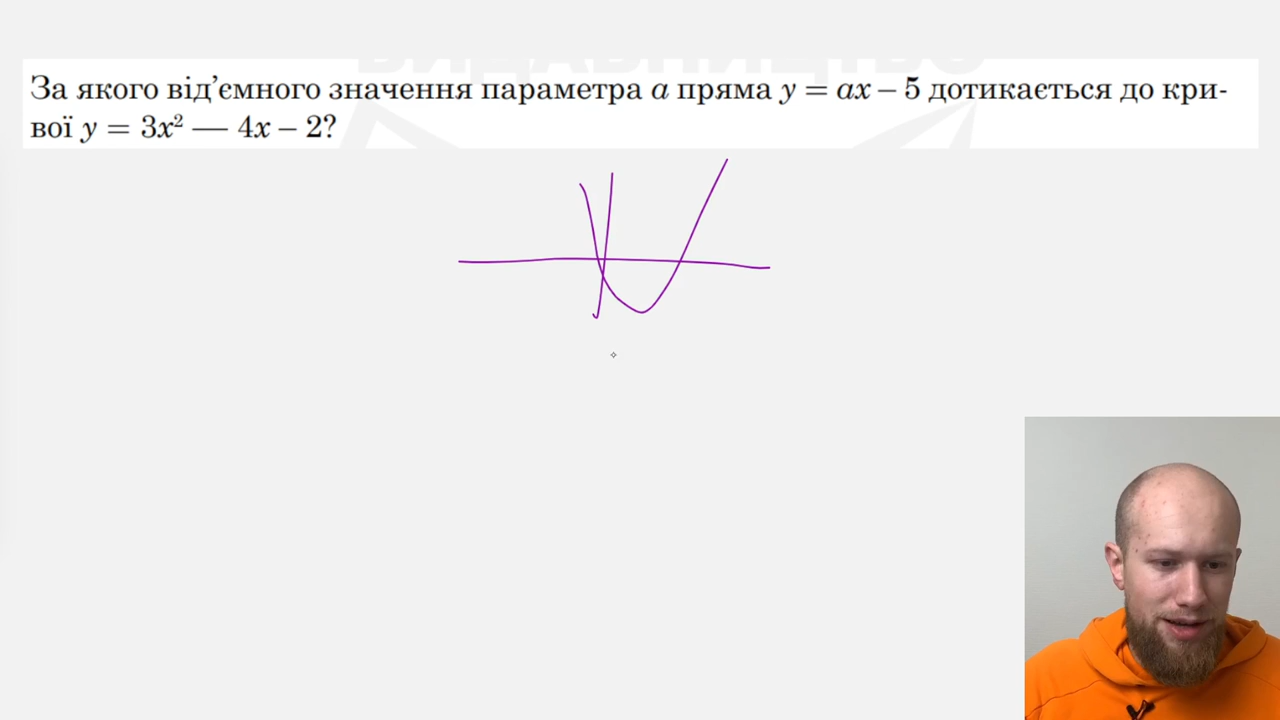 За якого від’ємного значення параметра a пряма y = ax – 5 дотикається до кри-
вої y = 3x² — 4x – 2?